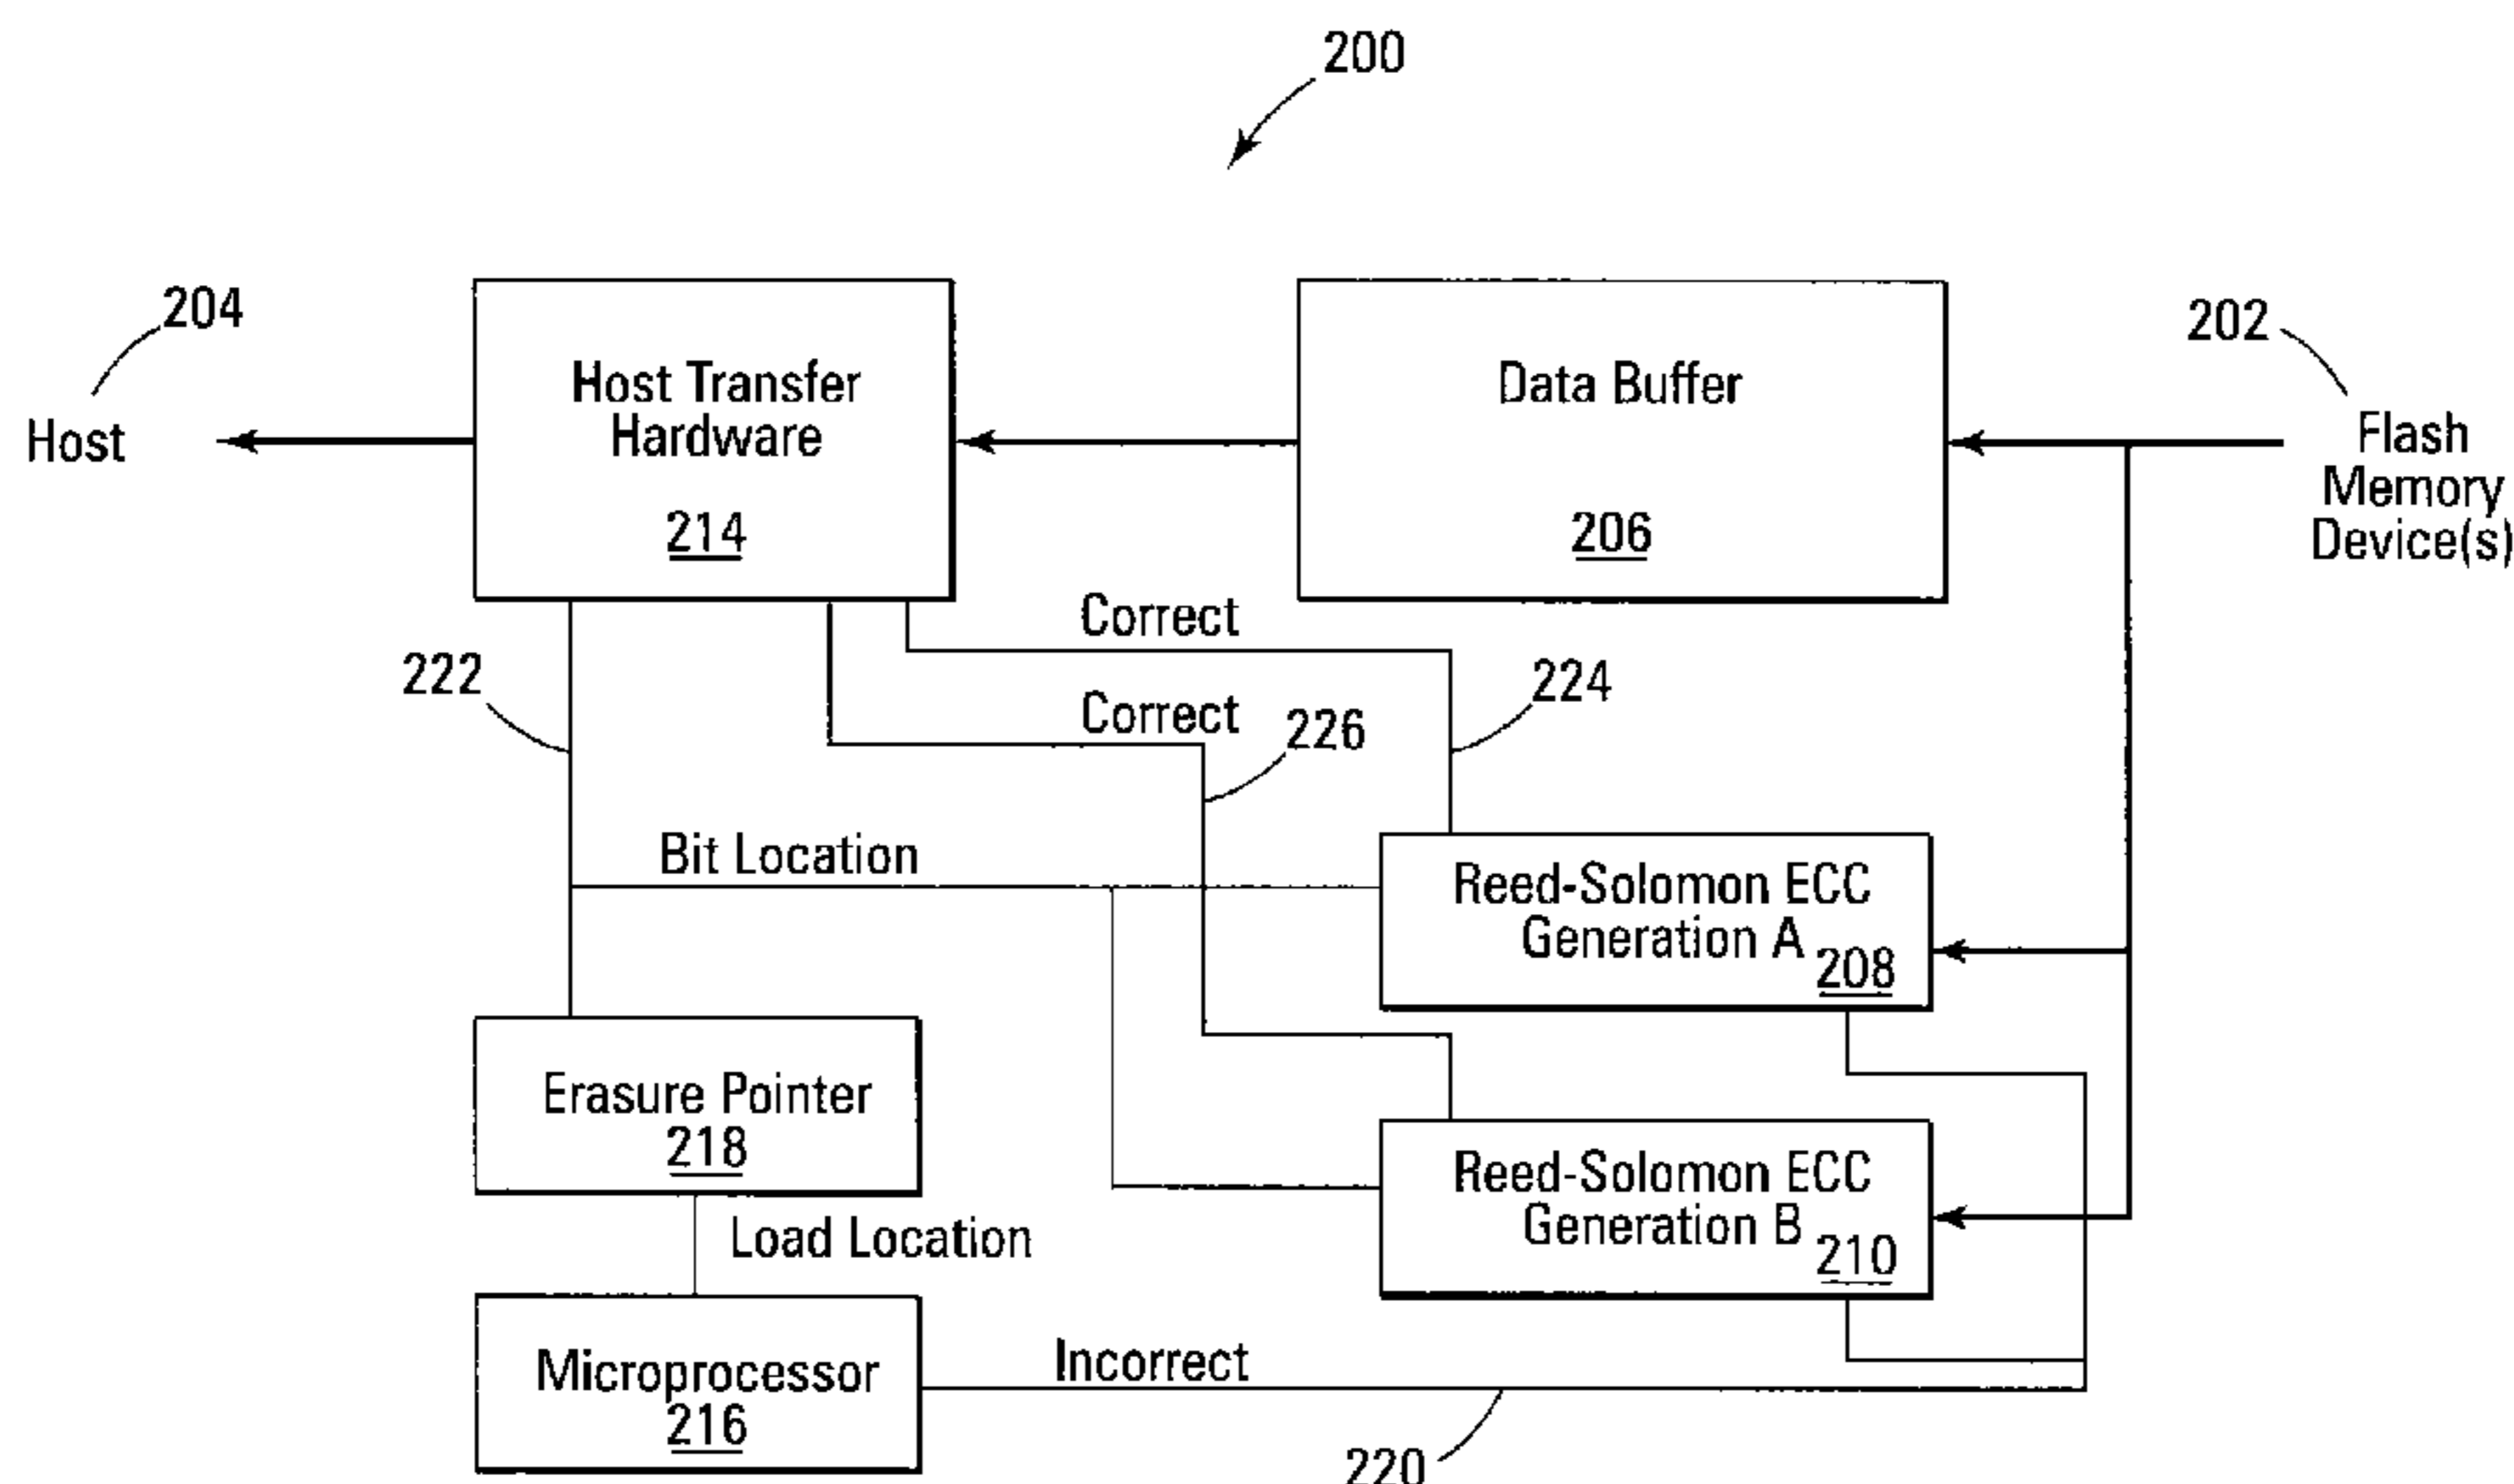 200
204
Host
Host Transfer
Hardware
214
Data Buffer
206
202
Flash
Memory
Device(s)
Correct
222
Correct
224
226
Bit Location
Reed-Solomon ECC
Generation A
208
Erasure Pointer
218
Reed-Solomon ECC
Generation B
210
Load Location
Microprocessor
216
Incorrect
220